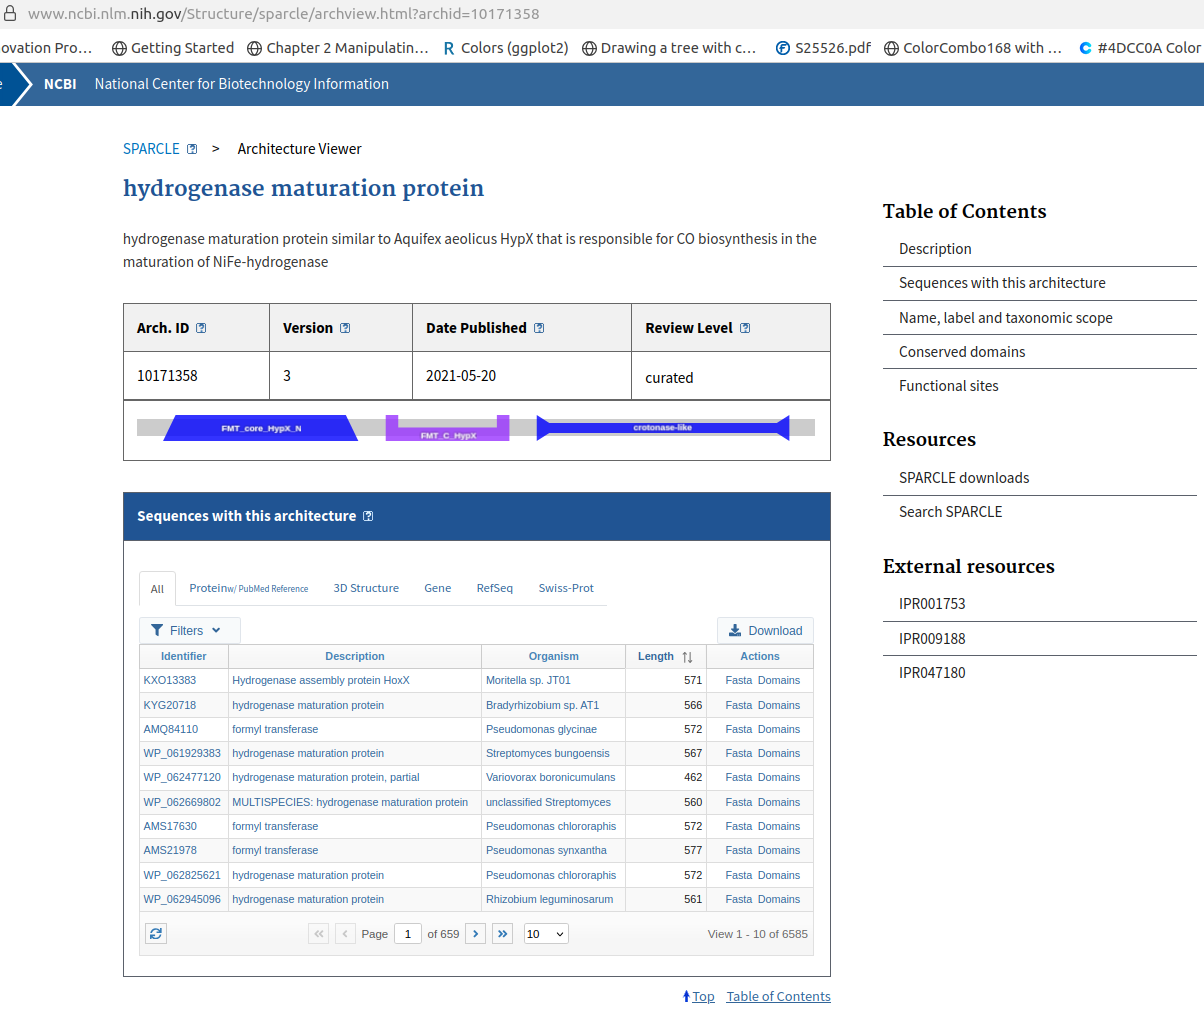 www.ncbi.nlm.nih.gov/Structure/sparcle/archview.html?archid=10171358
ovation Pro… Getting Started Chapter 2 Manipulatin… Colors (ggplot2) Drawing a tree with c… S25526.pdf ColorCombo168 with … #4DCC0A Color
NCBI National Center for Biotechnology Information
SPARCLE > Architecture Viewer
hydrogenase maturation protein
hydrogenase maturation protein similar to Aquifex aeolicus HypX that is responsible for CO biosynthesis in the
maturation of NiFe-hydrogenase
Arch. ID Version Date Published Review Level
10171358 3 2021-05-20 curated
FMT_core_HypX_N FMT_C_HypX crotonase-like
Sequences with this architecture
All Protein w/ PubMed Reference 3D Structure Gene RefSeq Swiss-Prot
Filters Download
Identifier Description Organism Length Actions
KXO13383 Hydrogenase assembly protein HoxX Moritella sp. JT01 571 Fasta Domains
KYG20718 hydrogenase maturation protein Bradyrhizobium sp. AT1 566 Fasta Domains
AMQ84110 formyl transferase Pseudomonas glycinae 572 Fasta Domains
WP_061929383 hydrogenase maturation protein Streptomyces bungoensis 567 Fasta Domains
WP_062477120 hydrogenase maturation protein, partial Variovorax boronicumulans 462 Fasta Domains
WP_062669802 MULTISPECIES: hydrogenase maturation protein unclassified Streptomyces 560 Fasta Domains
AMS17630 formyl transferase Pseudomonas chlororaphis 572 Fasta Domains
AMS21978 formyl transferase Pseudomonas synxantha 577 Fasta Domains
WP_062825621 hydrogenase maturation protein Pseudomonas chlororaphis 572 Fasta Domains
WP_062945096 hydrogenase maturation protein Rhizobium leguminosarum 561 Fasta Domains
Page 1 of 659 10 View 1 - 10 of 6585
Top Table of Contents
Table of Contents
Description
Sequences with this architecture
Name, label and taxonomic scope
Conserved domains
Functional sites
Resources
SPARCLE downloads
Search SPARCLE
External resources
IPR001753
IPR009188
IPR047180